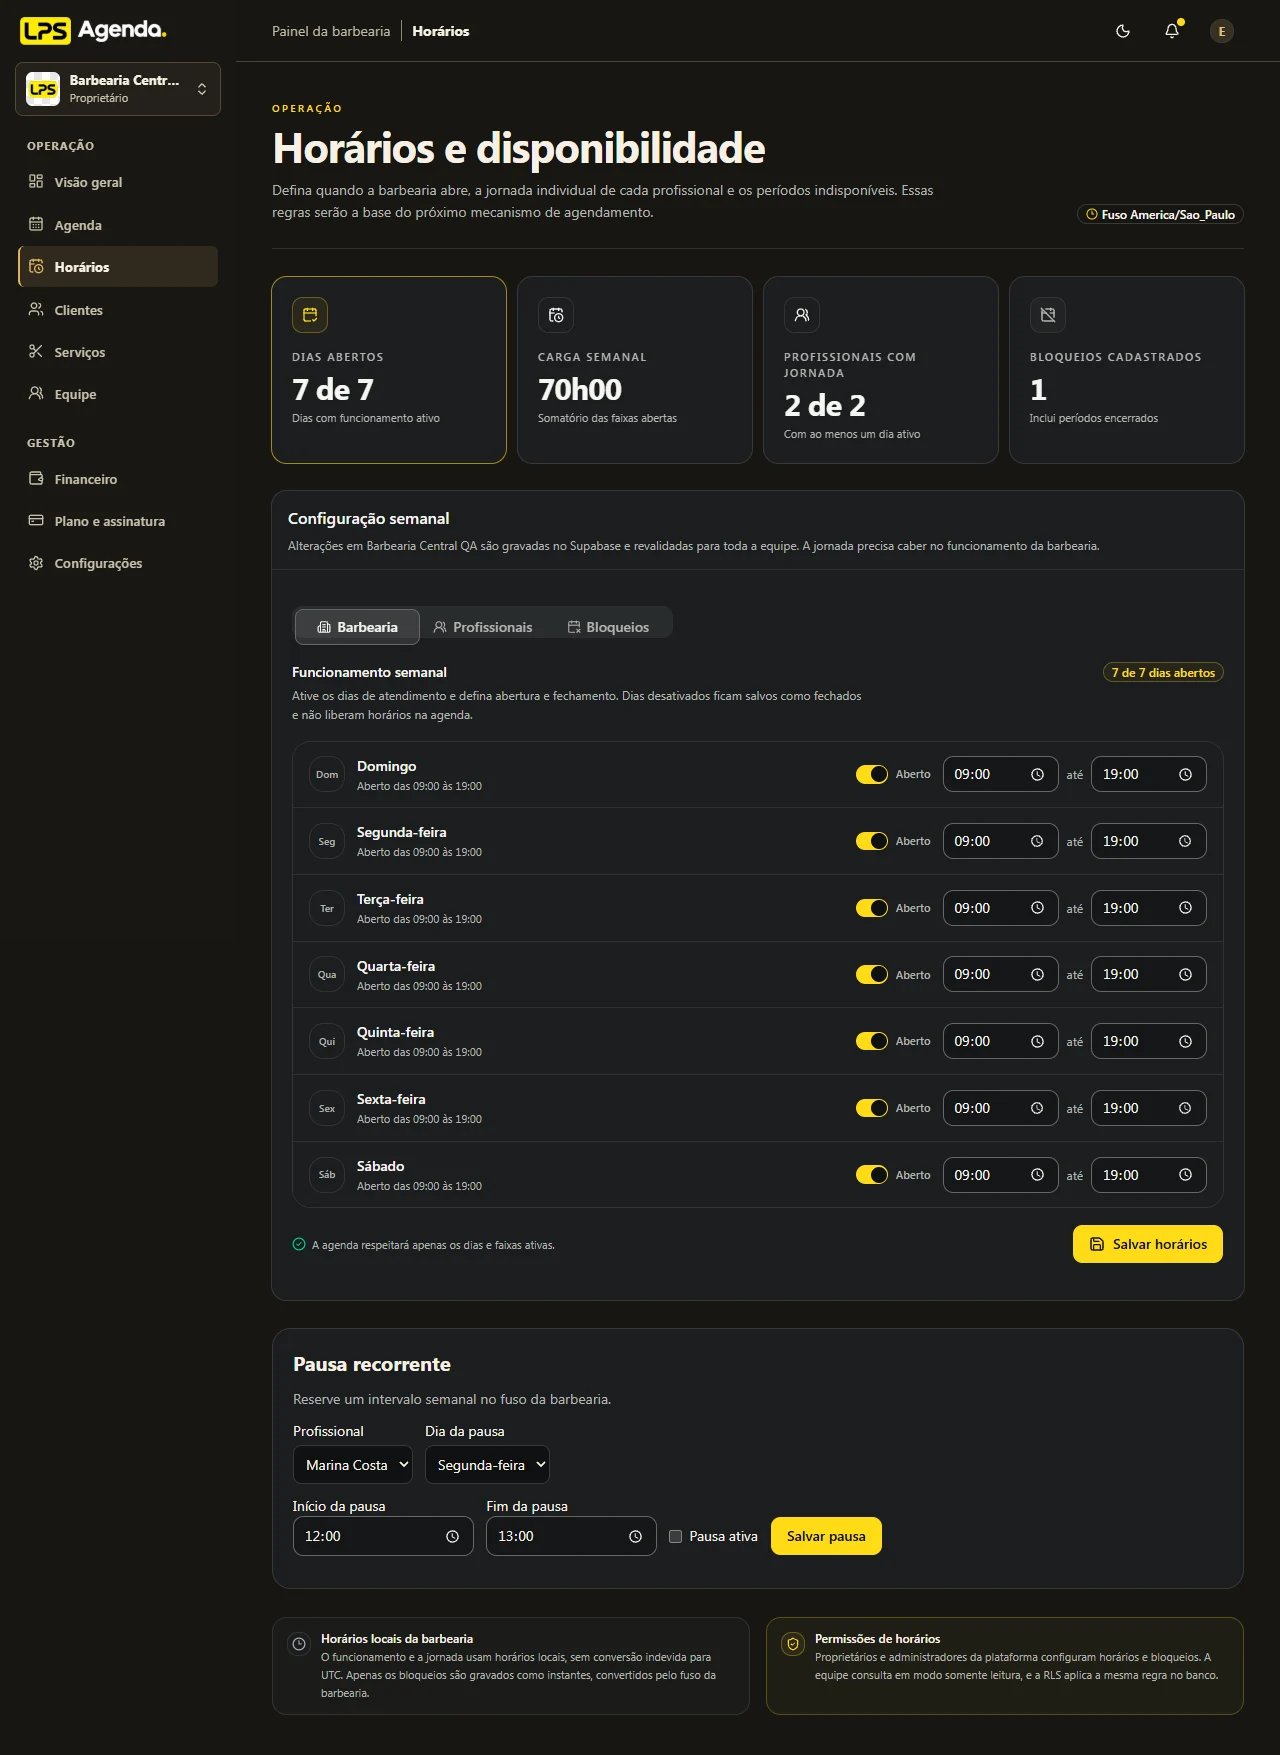 LPS Agenda.
Painel da barbearia
Horários
E
LPS
Barbearia Centr...
Proprietário
OPERAÇÃO
Visão geral
Agenda
Horários
Clientes
Serviços
Equipe
GESTÃO
Financeiro
Plano e assinatura
Configurações
OPERAÇÃO
Horários e disponibilidade
Defina quando a barbearia abre, a jornada individual de cada profissional e os períodos indisponíveis. Essas
regras serão a base do próximo mecanismo de agendamento.
Fuso America/Sao_Paulo
DIAS ABERTOS
7 de 7
Dias com funcionamento ativo
CARGA SEMANAL
70h00
Somatório das faixas abertas
PROFISSIONAIS COM
JORNADA
2 de 2
Com ao menos um dia ativo
BLOQUEIOS CADASTRADOS
1
Inclui períodos encerrados
Configuração semanal
Alterações em Barbearia Central QA são gravadas no Supabase e revalidadas para toda a equipe. A jornada precisa caber no funcionamento da barbearia.
Barbearia
Profissionais
Bloqueios
Funcionamento semanal
7 de 7 dias abertos
Ative os dias de atendimento e defina abertura e fechamento. Dias desativados ficam salvos como fechados
e não liberam horários na agenda.
Dom
Domingo
Aberto das 09:00 às 19:00
Aberto
09:00
até
19:00
Seg
Segunda-feira
Aberto das 09:00 às 19:00
Aberto
09:00
até
19:00
Ter
Terça-feira
Aberto das 09:00 às 19:00
Aberto
09:00
até
19:00
Qua
Quarta-feira
Aberto das 09:00 às 19:00
Aberto
09:00
até
19:00
Qui
Quinta-feira
Aberto das 09:00 às 19:00
Aberto
09:00
até
19:00
Sex
Sexta-feira
Aberto das 09:00 às 19:00
Aberto
09:00
até
19:00
Sáb
Sábado
Aberto das 09:00 às 19:00
Aberto
09:00
até
19:00
A agenda respeitará apenas os dias e faixas ativas.
Salvar horários
Pausa recorrente
Reserve um intervalo semanal no fuso da barbearia.
Profissional
Dia da pausa
Marina Costa
Segunda-feira
Início da pausa
Fim da pausa
12:00
13:00
Pausa ativa
Salvar pausa
Horários locais da barbearia
O funcionamento e a jornada usam horários locais, sem conversão indevida para
UTC. Apenas os bloqueios são gravados como instantes, convertidos pelo fuso da
barbearia.
Permissões de horários
Proprietários e administradores da plataforma configuram horários e bloqueios. A
equipe consulta em modo somente leitura, e a RLS aplica a mesma regra no banco.